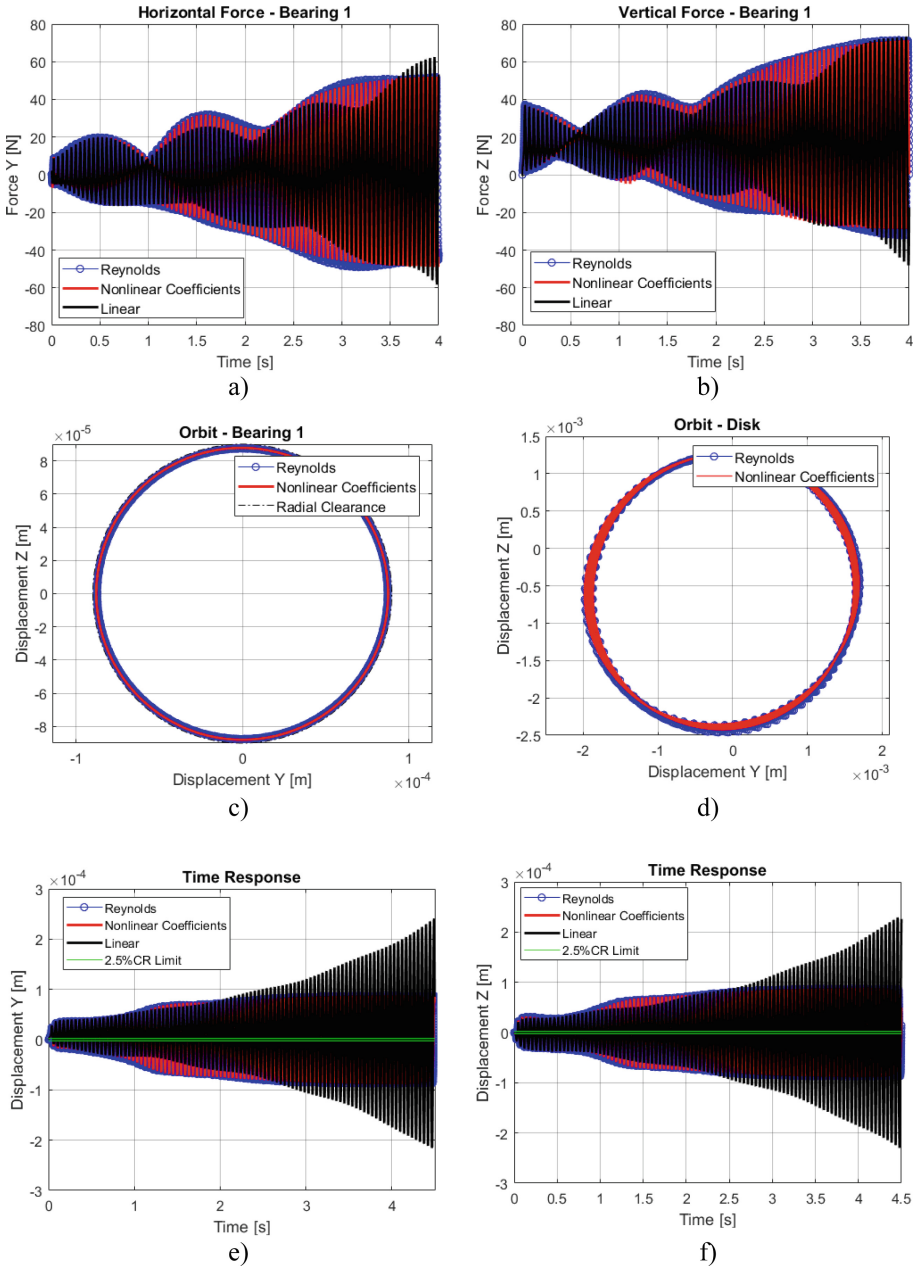 Horizontal Force - Bearing 1
80
60
40
20
0
-20
-40
-60
-80
Force Y [N]
Reynolds
Nonlinear Coefficients
Linear
0 0.5 1 1.5 2 2.5 3 3.5 4
Time [s]
a)
Vertical Force - Bearing 1
80
60
40
20
0
-20
-40
-60
-80
Force Z [N]
Reynolds
Nonlinear Coefficients
Linear
0 0.5 1 1.5 2 2.5 3 3.5 4
Time [s]
b)
Orbit - Bearing 1
×10⁻⁵
8
6
4
2
0
-2
-4
-6
-8
Displacement Z [m]
Reynolds
Nonlinear Coefficients
Radial Clearance
-1 0 1
Displacement Y [m]
×10⁻⁴
c)
Orbit - Disk
×10⁻³
1.5
1
0.5
0
-0.5
-1
-1.5
-2
-2.5
Displacement Z [m]
Reynolds
Nonlinear Coefficients
-2 -1 0 1 2
Displacement Y [m]
×10⁻³
d)
Time Response
×10⁻⁴
3
2
1
0
-1
-2
-3
Displacement Y [m]
Reynolds
Nonlinear Coefficients
Linear
2.5%CR Limit
0 1 2 3 4
Time [s]
e)
Time Response
×10⁻⁴
3
2
1
0
-1
-2
-3
Displacement Z [m]
Reynolds
Nonlinear Coefficients
Linear
2.5%CR Limit
0 0.5 1 1.5 2 2.5 3 3.5 4 4.5
Time [s]
f)